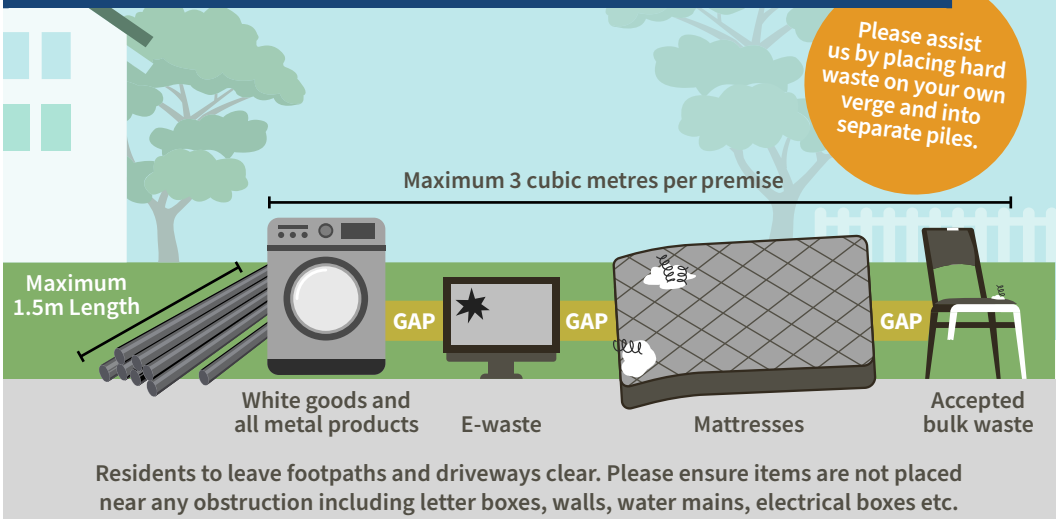 Please assist
us by placing hard
waste on your own
verge and into
separate piles.
Maximum 3 cubic metres per premise
Maximum
1.5m Length
GAP
GAP
GAP
White goods and
all metal products
E-waste
Mattresses
Accepted
bulk waste
Residents to leave footpaths and driveways clear. Please ensure items are not placed
near any obstruction including letter boxes, walls, water mains, electrical boxes etc.